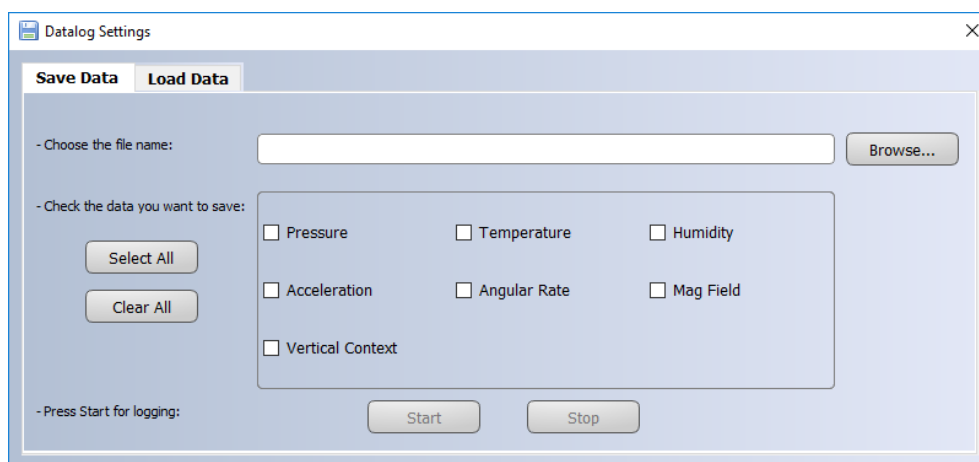 Datalog Settings
Save Data Load Data
- Choose the file name: Browse...
- Check the data you want to save:
Select All
Clear All
Pressure Temperature Humidity
Acceleration Angular Rate Mag Field
Vertical Context
- Press Start for logging: Start Stop